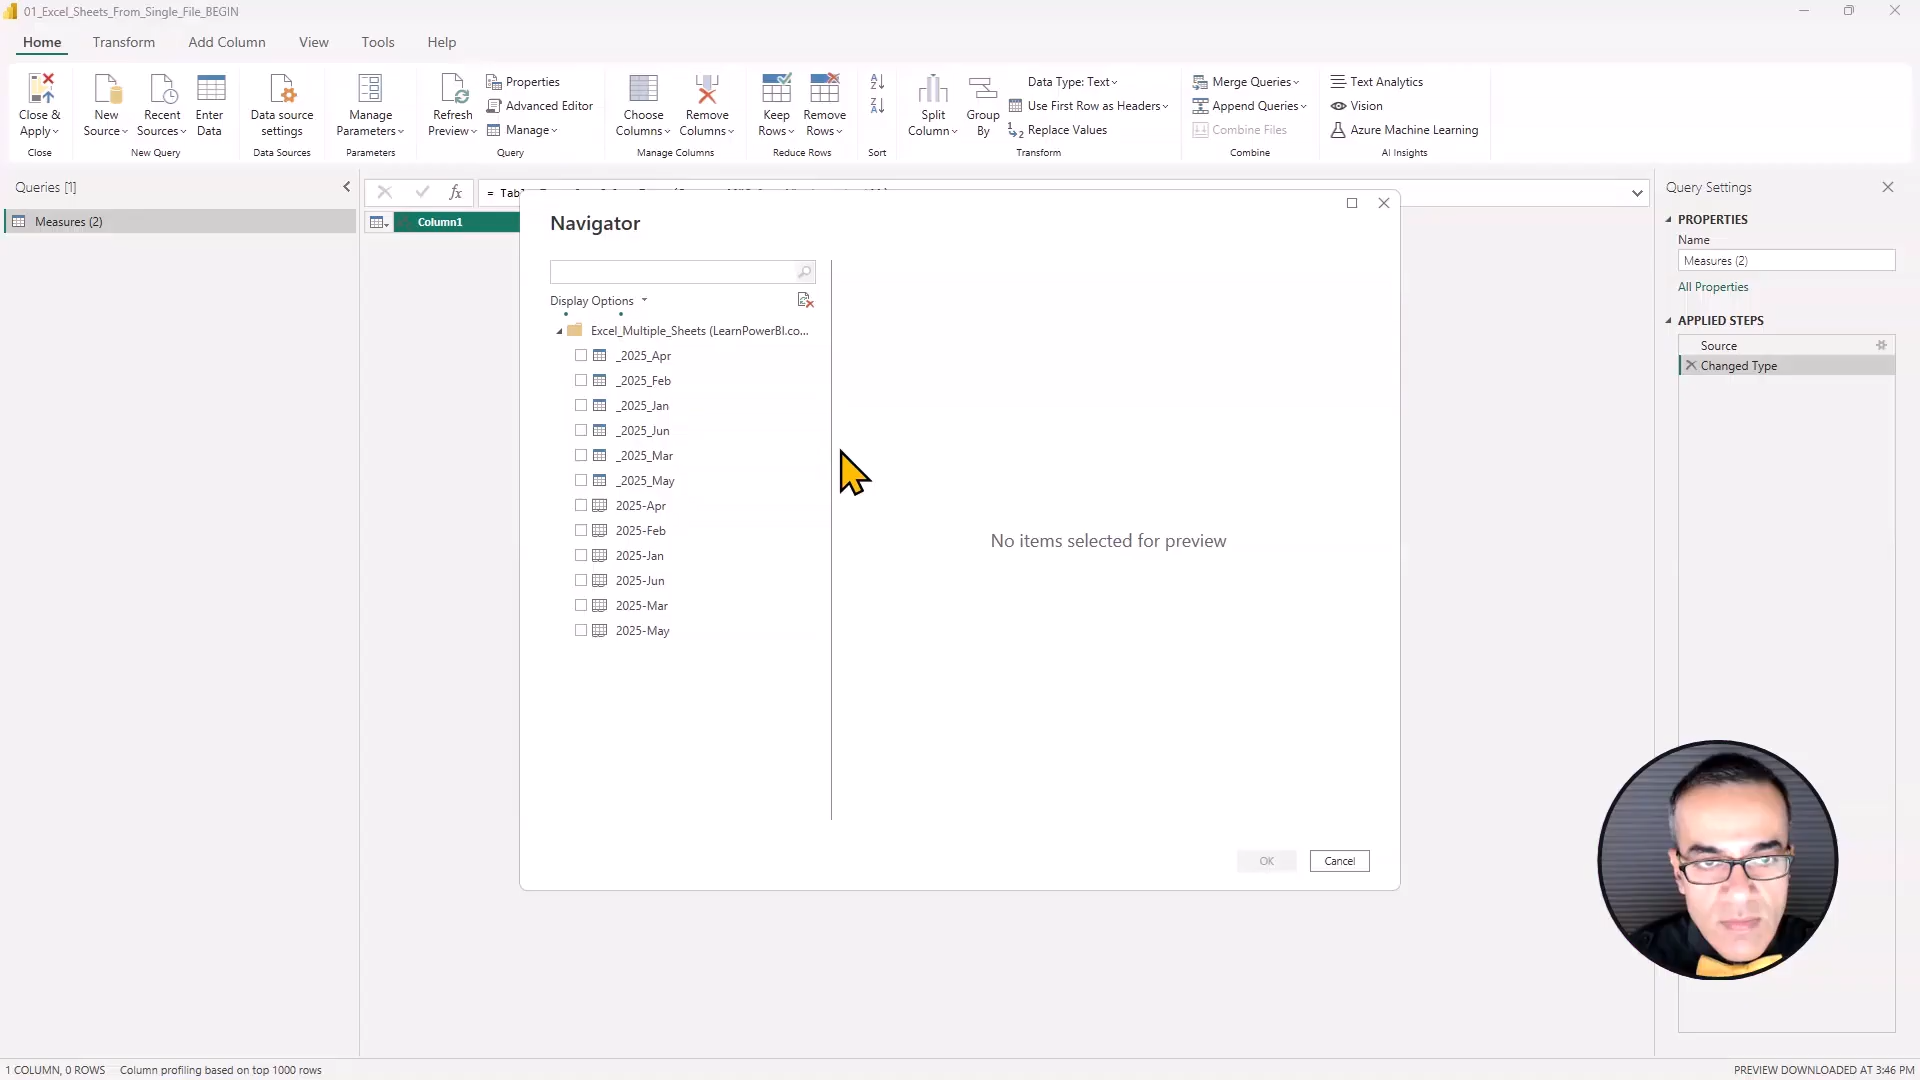 01_Excel_Sheets_From_Single_File_BEGIN
Home
Transform
Add Column
View
Tools
Help
Close &
Apply
Close
New
Source
Recent
Sources
Enter
Data
New Query
Data source
settings
Data Sources
Manage
Parameters
Parameters
Refresh
Preview
Properties
Advanced Editor
Manage
Query
Choose
Columns
Remove
Columns
Manage Columns
Keep
Rows
Remove
Rows
Reduce Rows
A
Z
Z
A
Sort
Split
Column
Group
By
Data Type: Text
Use First Row as Headers
1
2
Replace Values
Transform
Merge Queries
Append Queries
Combine Files
Combine
Text Analytics
Vision
Azure Machine Learning
AI Insights
Queries [1]
Measures (2)
fx
Column1
Navigator
Display Options
Excel_Multiple_Sheets (LearnPowerBI.co...
_2025_Apr
_2025_Feb
_2025_Jan
_2025_Jun
_2025_Mar
_2025_May
2025-Apr
2025-Feb
2025-Jan
2025-Jun
2025-Mar
2025-May
No items selected for preview
OK
Cancel
Query Settings
PROPERTIES
Name
Measures (2)
All Properties
APPLIED STEPS
Source
Changed Type
1 COLUMN, 0 ROWS
Column profiling based on top 1000 rows
PREVIEW DOWNLOADED AT 3:46 PM